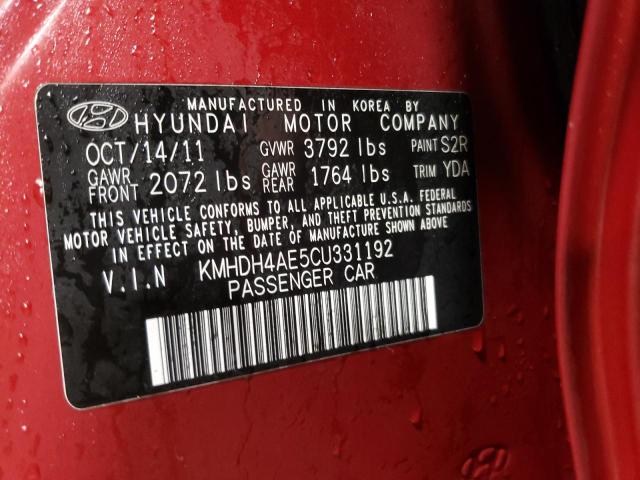 MANUFACTURED IN KOREA BY
HYUNDAI MOTOR COMPANY
OCT/14/11 GVWR 3792 lbs PAINT S2R
GAWR FRONT 2072 lbs GAWR REAR 1764 lbs TRIM YDA
THIS VEHICLE CONFORMS TO ALL APPLICABLE U.S.A. FEDERAL
MOTOR VEHICLE SAFETY, BUMPER, AND THEFT PREVENTION STANDARDS
IN EFFECT ON THE DATE OF MANUFACTURE SHOWN ABOVE
V.I.N KMHDH4AE5CU331192
PASSENGER CAR